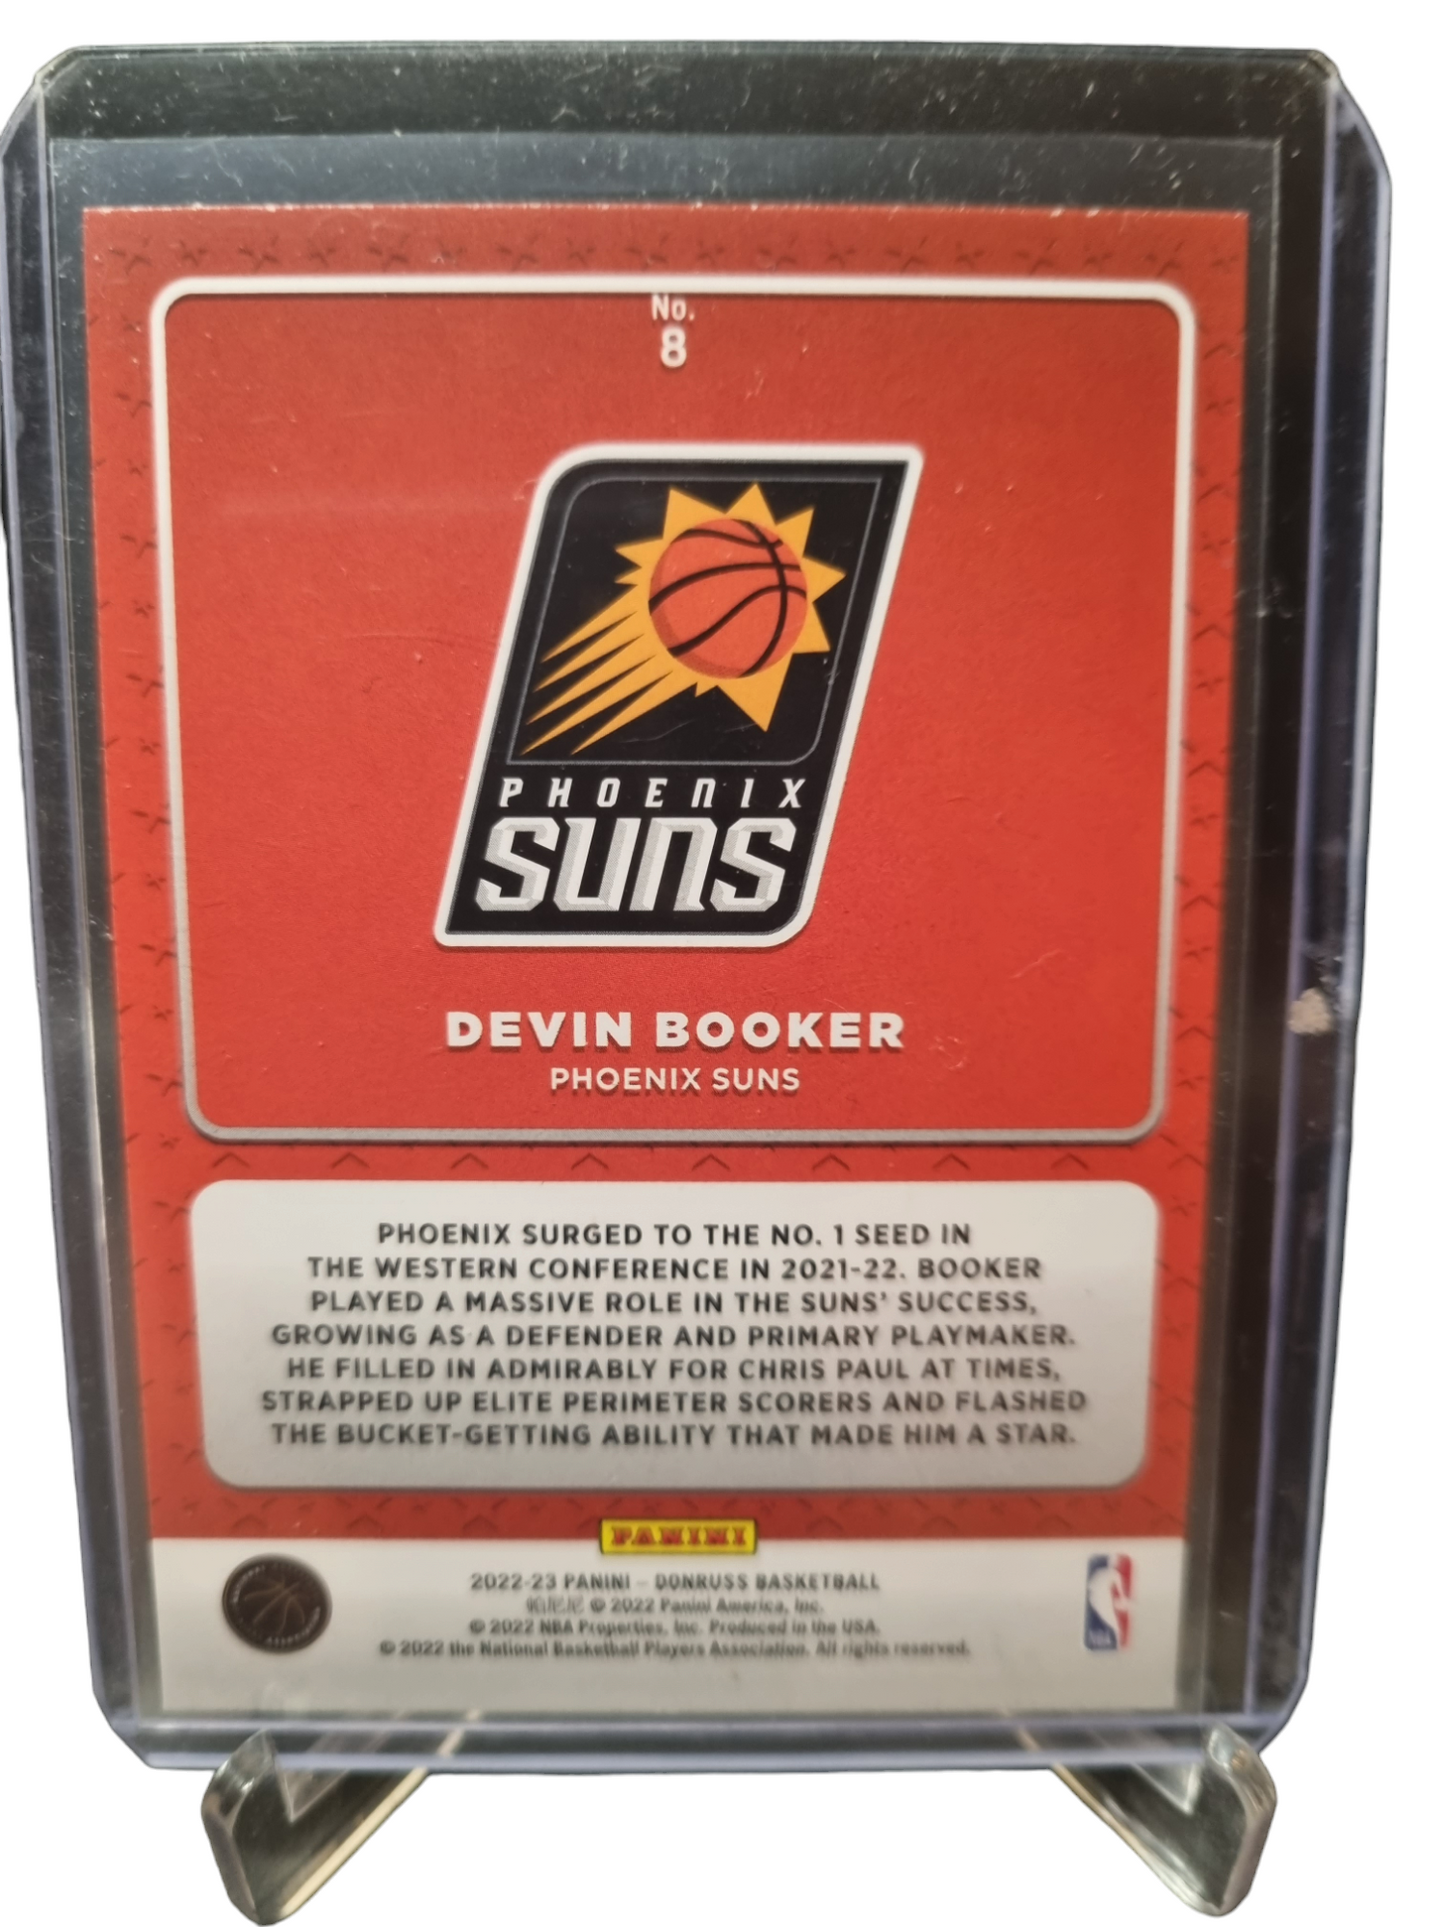 No.
8
PHOENIX
SUNS
DEVIN BOOKER
PHOENIX SUNS
PHOENIX SURGED TO THE NO. 1 SEED IN
THE WESTERN CONFERENCE IN 2021-22. BOOKER
PLAYED A MASSIVE ROLE IN THE SUNS' SUCCESS,
GROWING AS A DEFENDER AND PRIMARY PLAYMAKER.
HE FILLED IN ADMIRABLY FOR CHRIS PAUL AT TIMES,
STRAPPED UP ELITE PERIMETER SCORERS AND FLASHED
THE BUCKET-GETTING ABILITY THAT MADE HIM A STAR.
PANINI
2022-23 PANINI – DONRUSS BASKETBALL
© 2022 Panini America, Inc.
© 2022 NBA Properties, Inc. Produced in the USA.
© 2022 the National Basketball Players Association. All rights reserved.